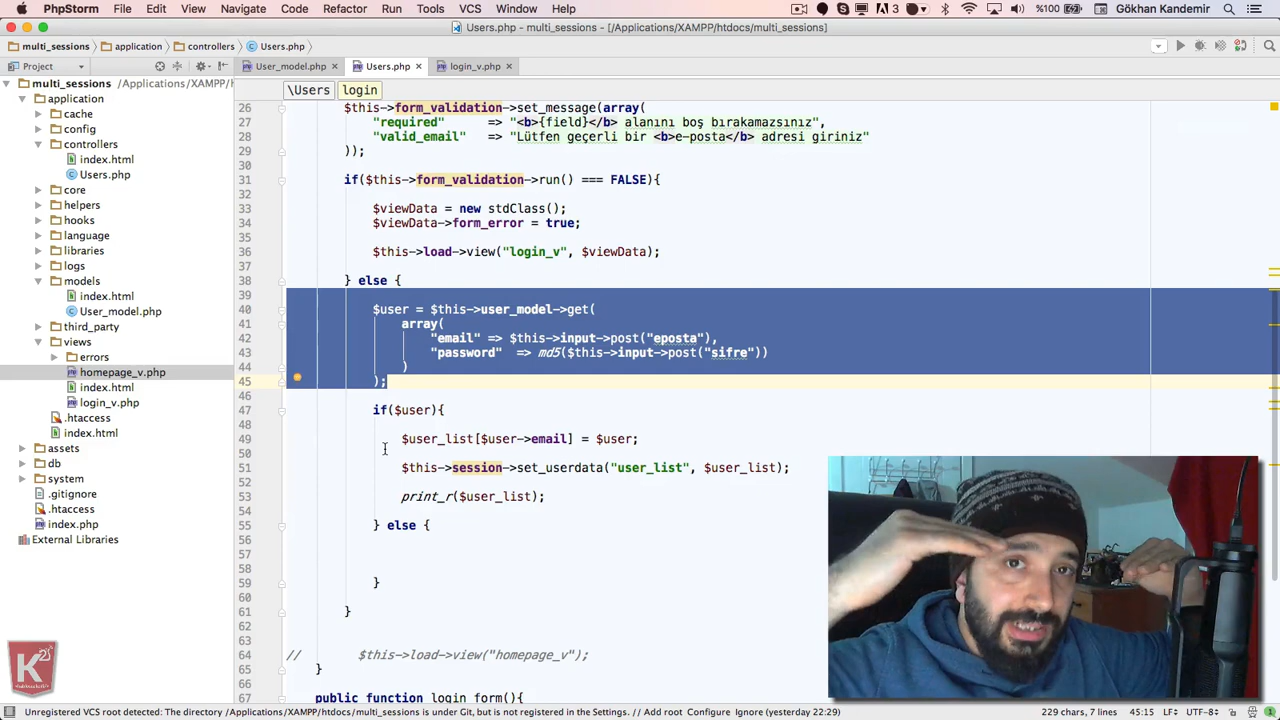 PhpStorm File Edit View Navigate Code Refactor Run Tools VCS Window Help 3 %100 Gökhan Kandemir
Users.php - multi_sessions - [/Applications/XAMPP/htdocs/multi_sessions]
multi_sessions application controllers Users.php
Project User_model.php Users.php login_v.php
multi_sessions /Applications/XAMPP/h
application
cache
config
controllers
index.html
Users.php
core
helpers
hooks
language
libraries
logs
models
index.html
User_model.php
third_party
views
errors
homepage_v.php
index.html
login_v.php
.htaccess
index.html
assets
db
system
.gitignore
.htaccess
index.php
External Libraries
\Users login
26 $this->form_validation->set_message(array(
27 "required" => "<b>{field}</b> alanını boş bırakamazsınız",
28 "valid_email" => "Lütfen geçerli bir <b>e-posta</b> adresi giriniz"
29 ));
30
31 if($this->form_validation->run() === FALSE){
32
33 $viewData = new stdClass();
34 $viewData->form_error = true;
35
36 $this->load->view("login_v", $viewData);
37
38 } else {
39
40 $user = $this->user_model->get(
41 array(
42 "email" => $this->input->post("eposta"),
43 "password" => md5($this->input->post("sifre"))
44 )
45 );
46
47 if($user){
48
49 $user_list[$user->email] = $user;
50
51 $this->session->set_userdata("user_list", $user_list);
52
53 print_r($user_list);
54
55 } else {
56
57
58
59 }
60
61 }
62
63
64 // $this->load->view("homepage_v");
65 }
66
67 public function login_form(){
Unregistered VCS root detected: The directory /Applications/XAMPP/htdocs/multi_sessions is under Git, but is not registered in the Settings. // Add root Configure Ignore (yesterday 22:29) 229 chars, 7 lines 45:15 LF÷ UTF-8÷